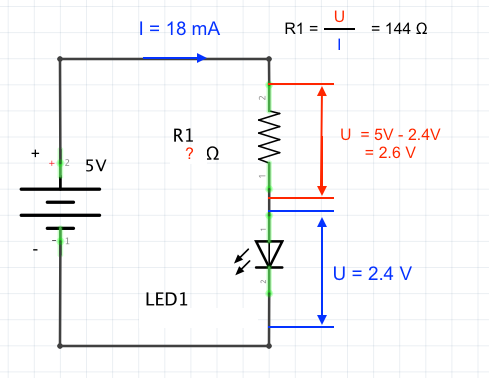 I = 18 mA
R1 = U / I = 144 Ω
2
R1
? Ω
U = 5V - 2.4V
= 2.6 V
1
+
+ 2
5V
- 1
-
1
U = 2.4 V
2
LED1